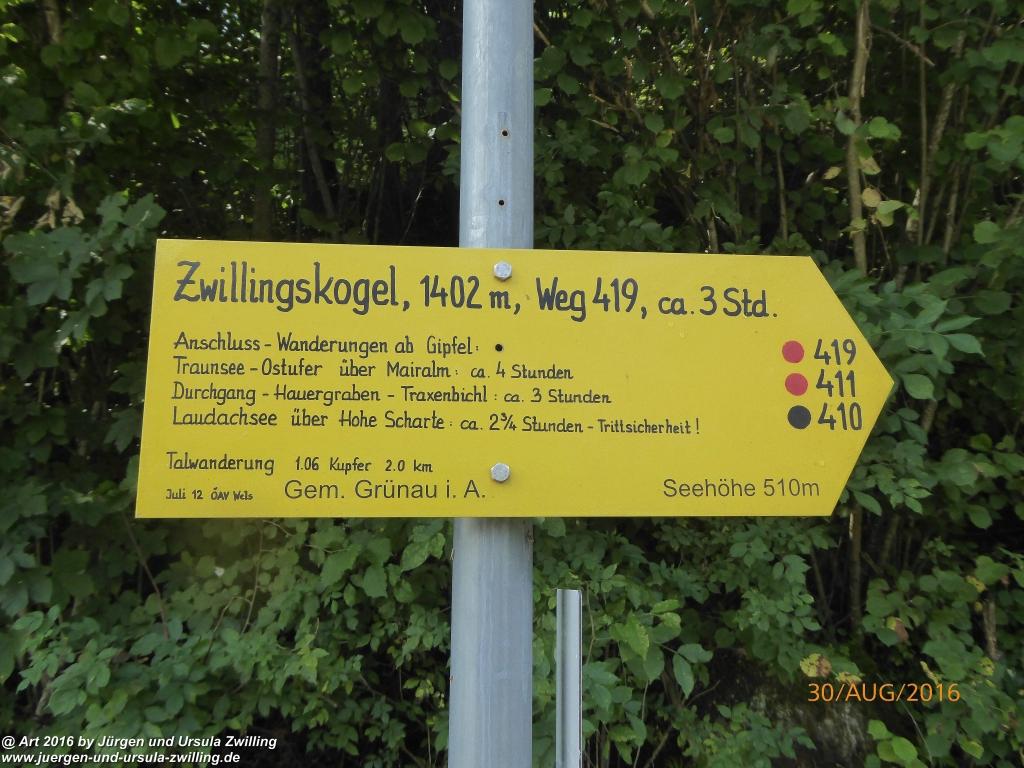 Zwillingskogel, 1402 m, Weg 419, ca. 3 Std.
Anschluss - Wanderungen ab Gipfel:
419
Traunsee - Ostufer über Mairalm: ca. 4 Stunden
411
Durchgang - Hauergraben - Traxenbichl: ca. 3 Stunden
410
Laudachsee über Hohe Scharte: ca. 2¾ Stunden - Trittsicherheit!
Talwanderung 1.06 Kupfer 2.0 km
Juli 12 ÖAV Wels Gem. Grünau i. A. Seehöhe 510m
30/AUG/2016
@ Art 2016 by Jürgen und Ursula Zwilling
www.juergen-und-ursula-zwilling.de